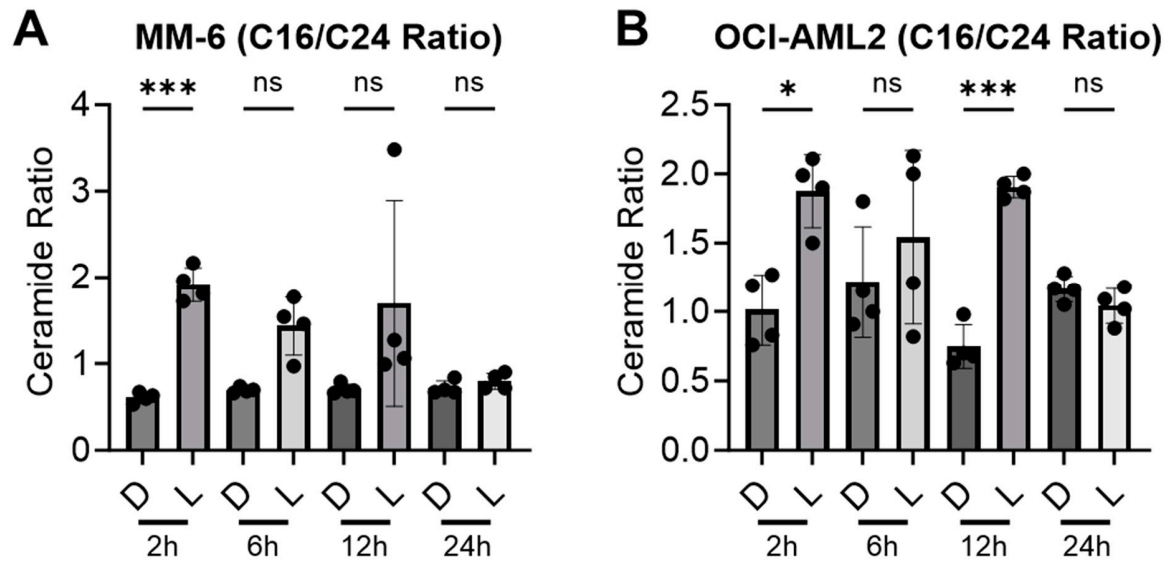 A
MM-6 (C16/C24 Ratio)
*** ns ns ns
Ceramide Ratio
4
3
2
1
0
D L D L D L D L
2h 6h 12h 24h
B
OCI-AML2 (C16/C24 Ratio)
* ns *** ns
Ceramide Ratio
2.5
2.0
1.5
1.0
0.5
0.0
D L D L D L D L
2h 6h 12h 24h